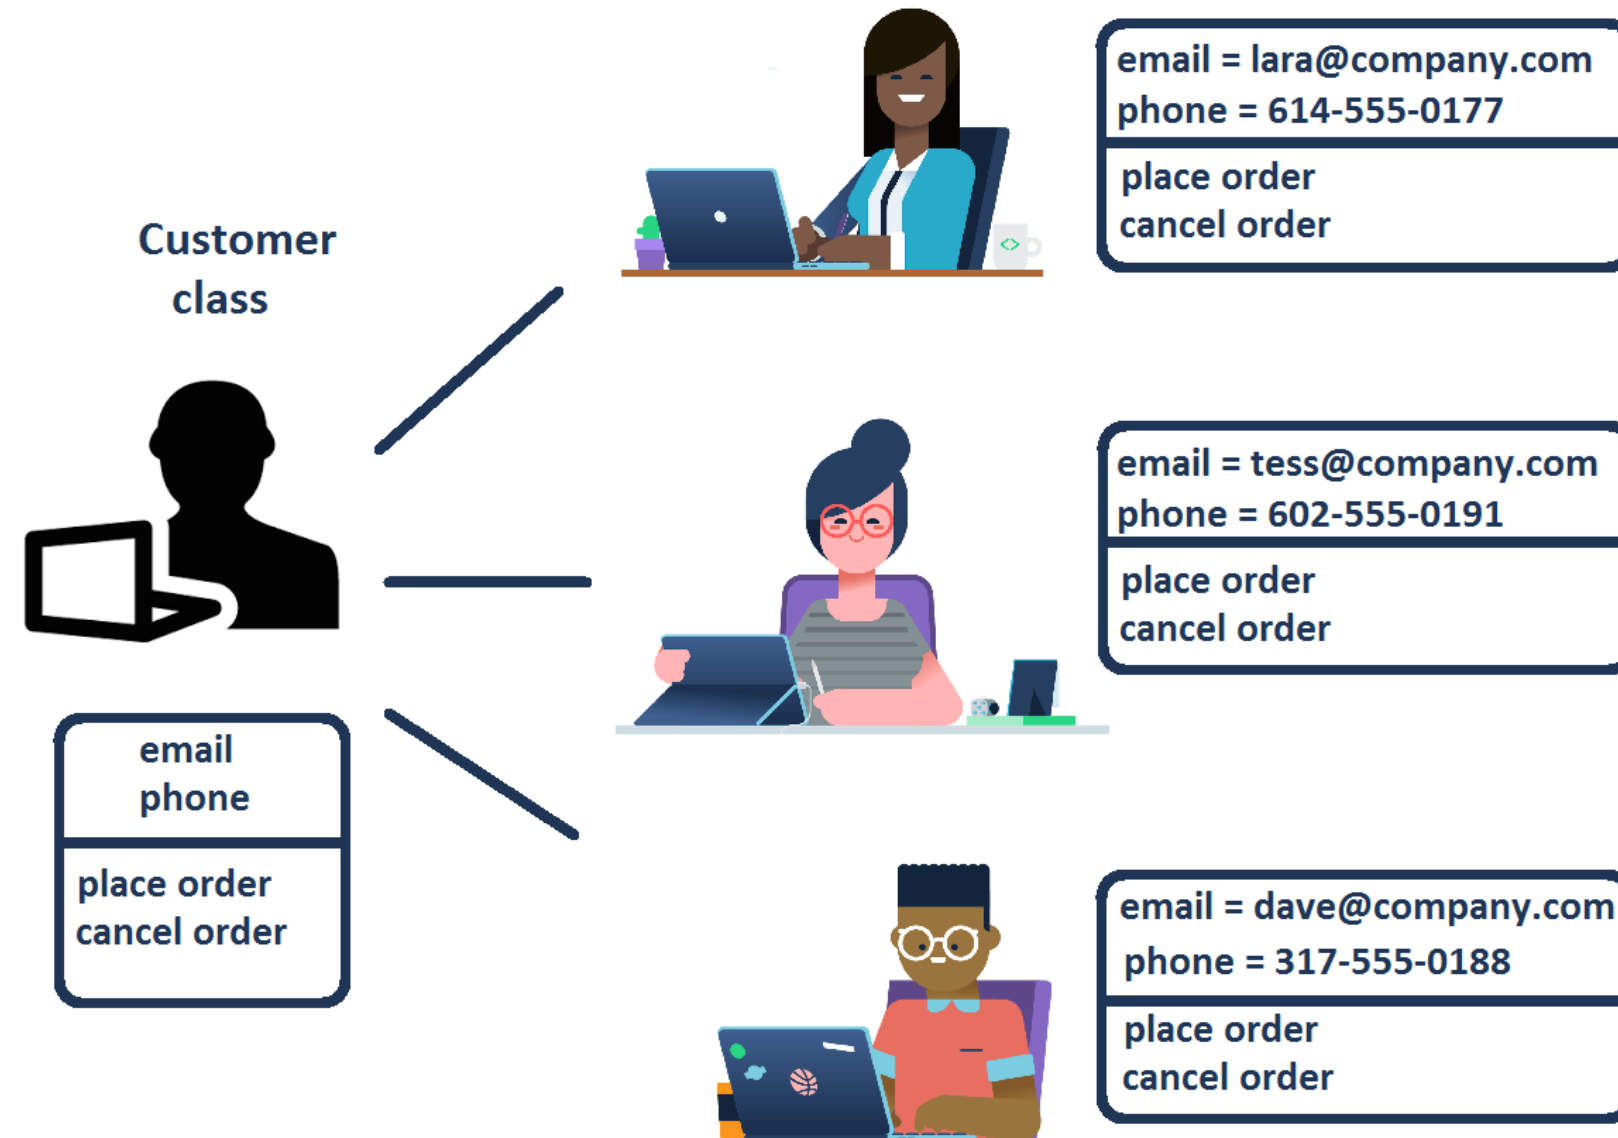 Customer
class
email
phone
place order
cancel order
email = lara@company.com
phone = 614-555-0177
place order
cancel order
<>
email = tess@company.com
phone = 602-555-0191
place order
cancel order
email = dave@company.com
phone = 317-555-0188
place order
cancel order